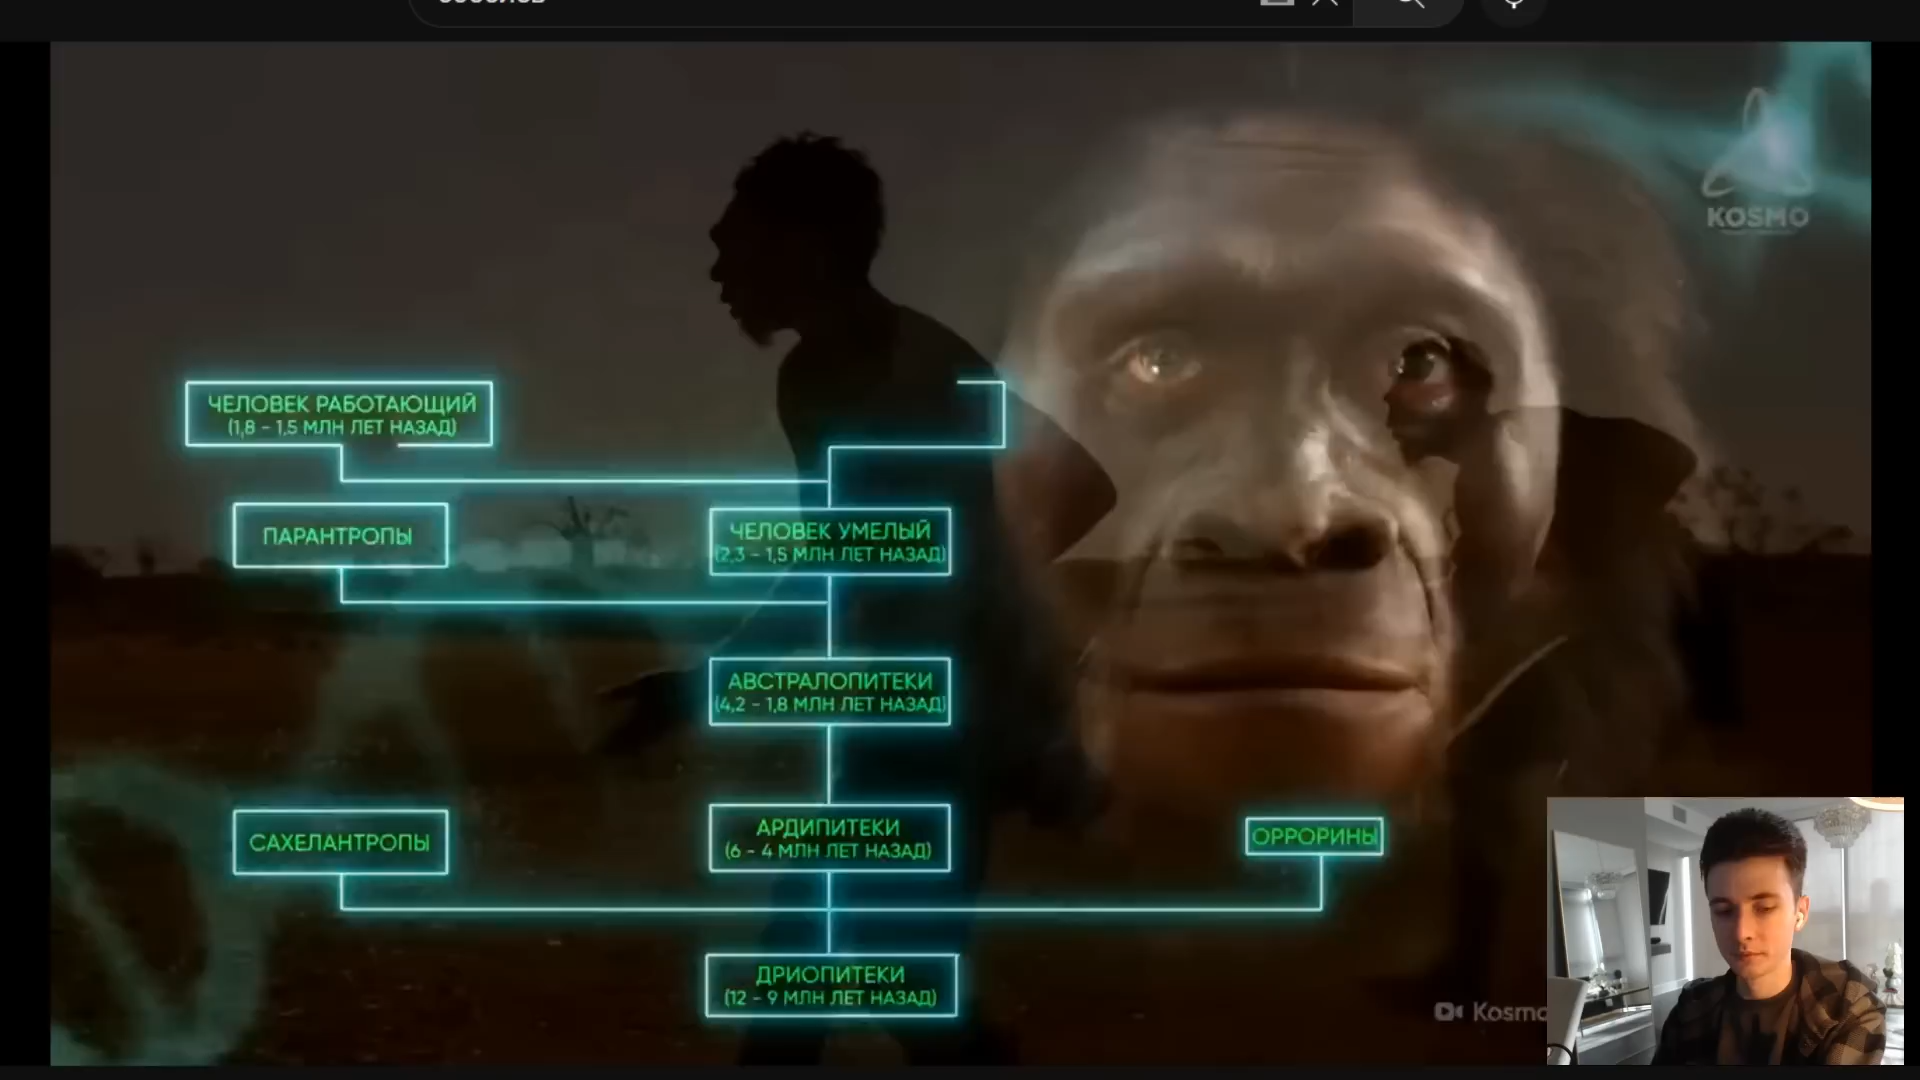 KOSMO
ЧЕЛОВЕК РАБОТАЮЩИЙ
(1,8 - 1,5 МЛН ЛЕТ НАЗАД)
ПАРАНТРОПЫ
ЧЕЛОВЕК УМЕЛЫЙ
(2,3 - 1,5 МЛН ЛЕТ НАЗАД)
АВСТРАЛОПИТЕКИ
(4,2 - 1,8 МЛН ЛЕТ НАЗАД)
САХЕЛАНТРОПЫ
АРДИПИТЕКИ
(6 - 4 МЛН ЛЕТ НАЗАД)
ОРРОРИНЫ
ДРИОПИТЕКИ
(12 - 9 МЛН ЛЕТ НАЗАД)
Kosmo